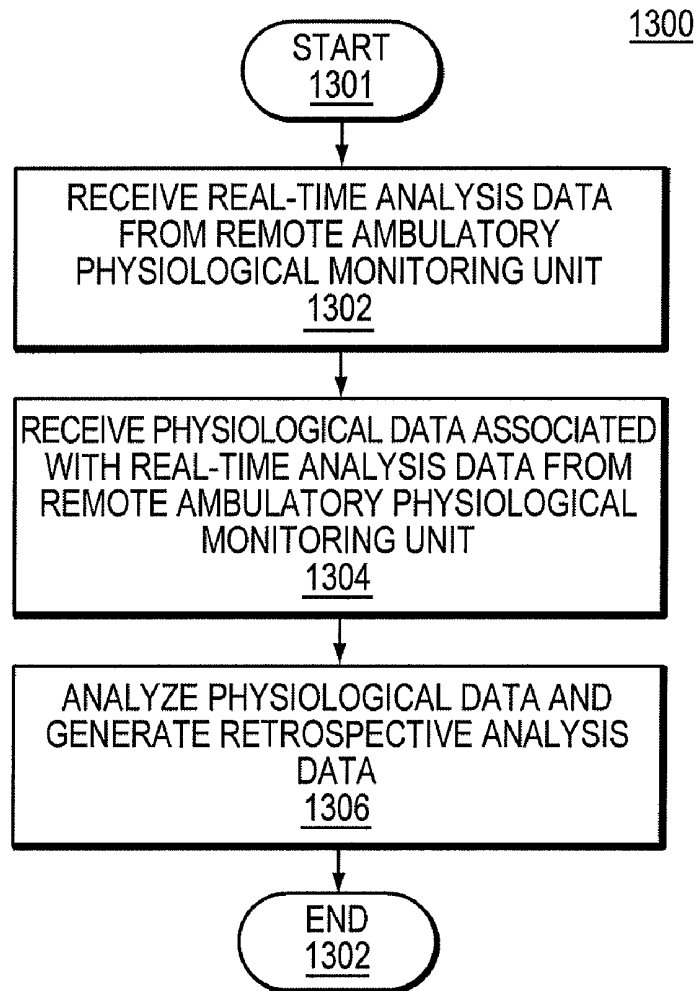 1300
START
1301
RECEIVE REAL-TIME ANALYSIS DATA
FROM REMOTE AMBULATORY
PHYSIOLOGICAL MONITORING UNIT
1302
RECEIVE PHYSIOLOGICAL DATA ASSOCIATED
WITH REAL-TIME ANALYSIS DATA FROM
REMOTE AMBULATORY PHYSIOLOGICAL
MONITORING UNIT
1304
ANALYZE PHYSIOLOGICAL DATA AND
GENERATE RETROSPECTIVE ANALYSIS
DATA
1306
END
1302